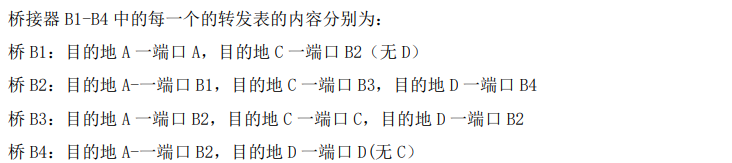 桥接器 B1-B4 中的每一个的转发表的内容分别为：
桥 B1：目的地 A 一端口 A，目的地 C 一端口 B2（无 D）
桥 B2：目的地 A-一端口 B1，目的地 C 一端口 B3，目的地 D 一端口 B4
桥 B3：目的地 A 一端口 B2，目的地 C 一端口 C，目的地 D 一端口 B2
桥 B4：目的地 A-一端口 B2，目的地 D 一端口 D(无 C）